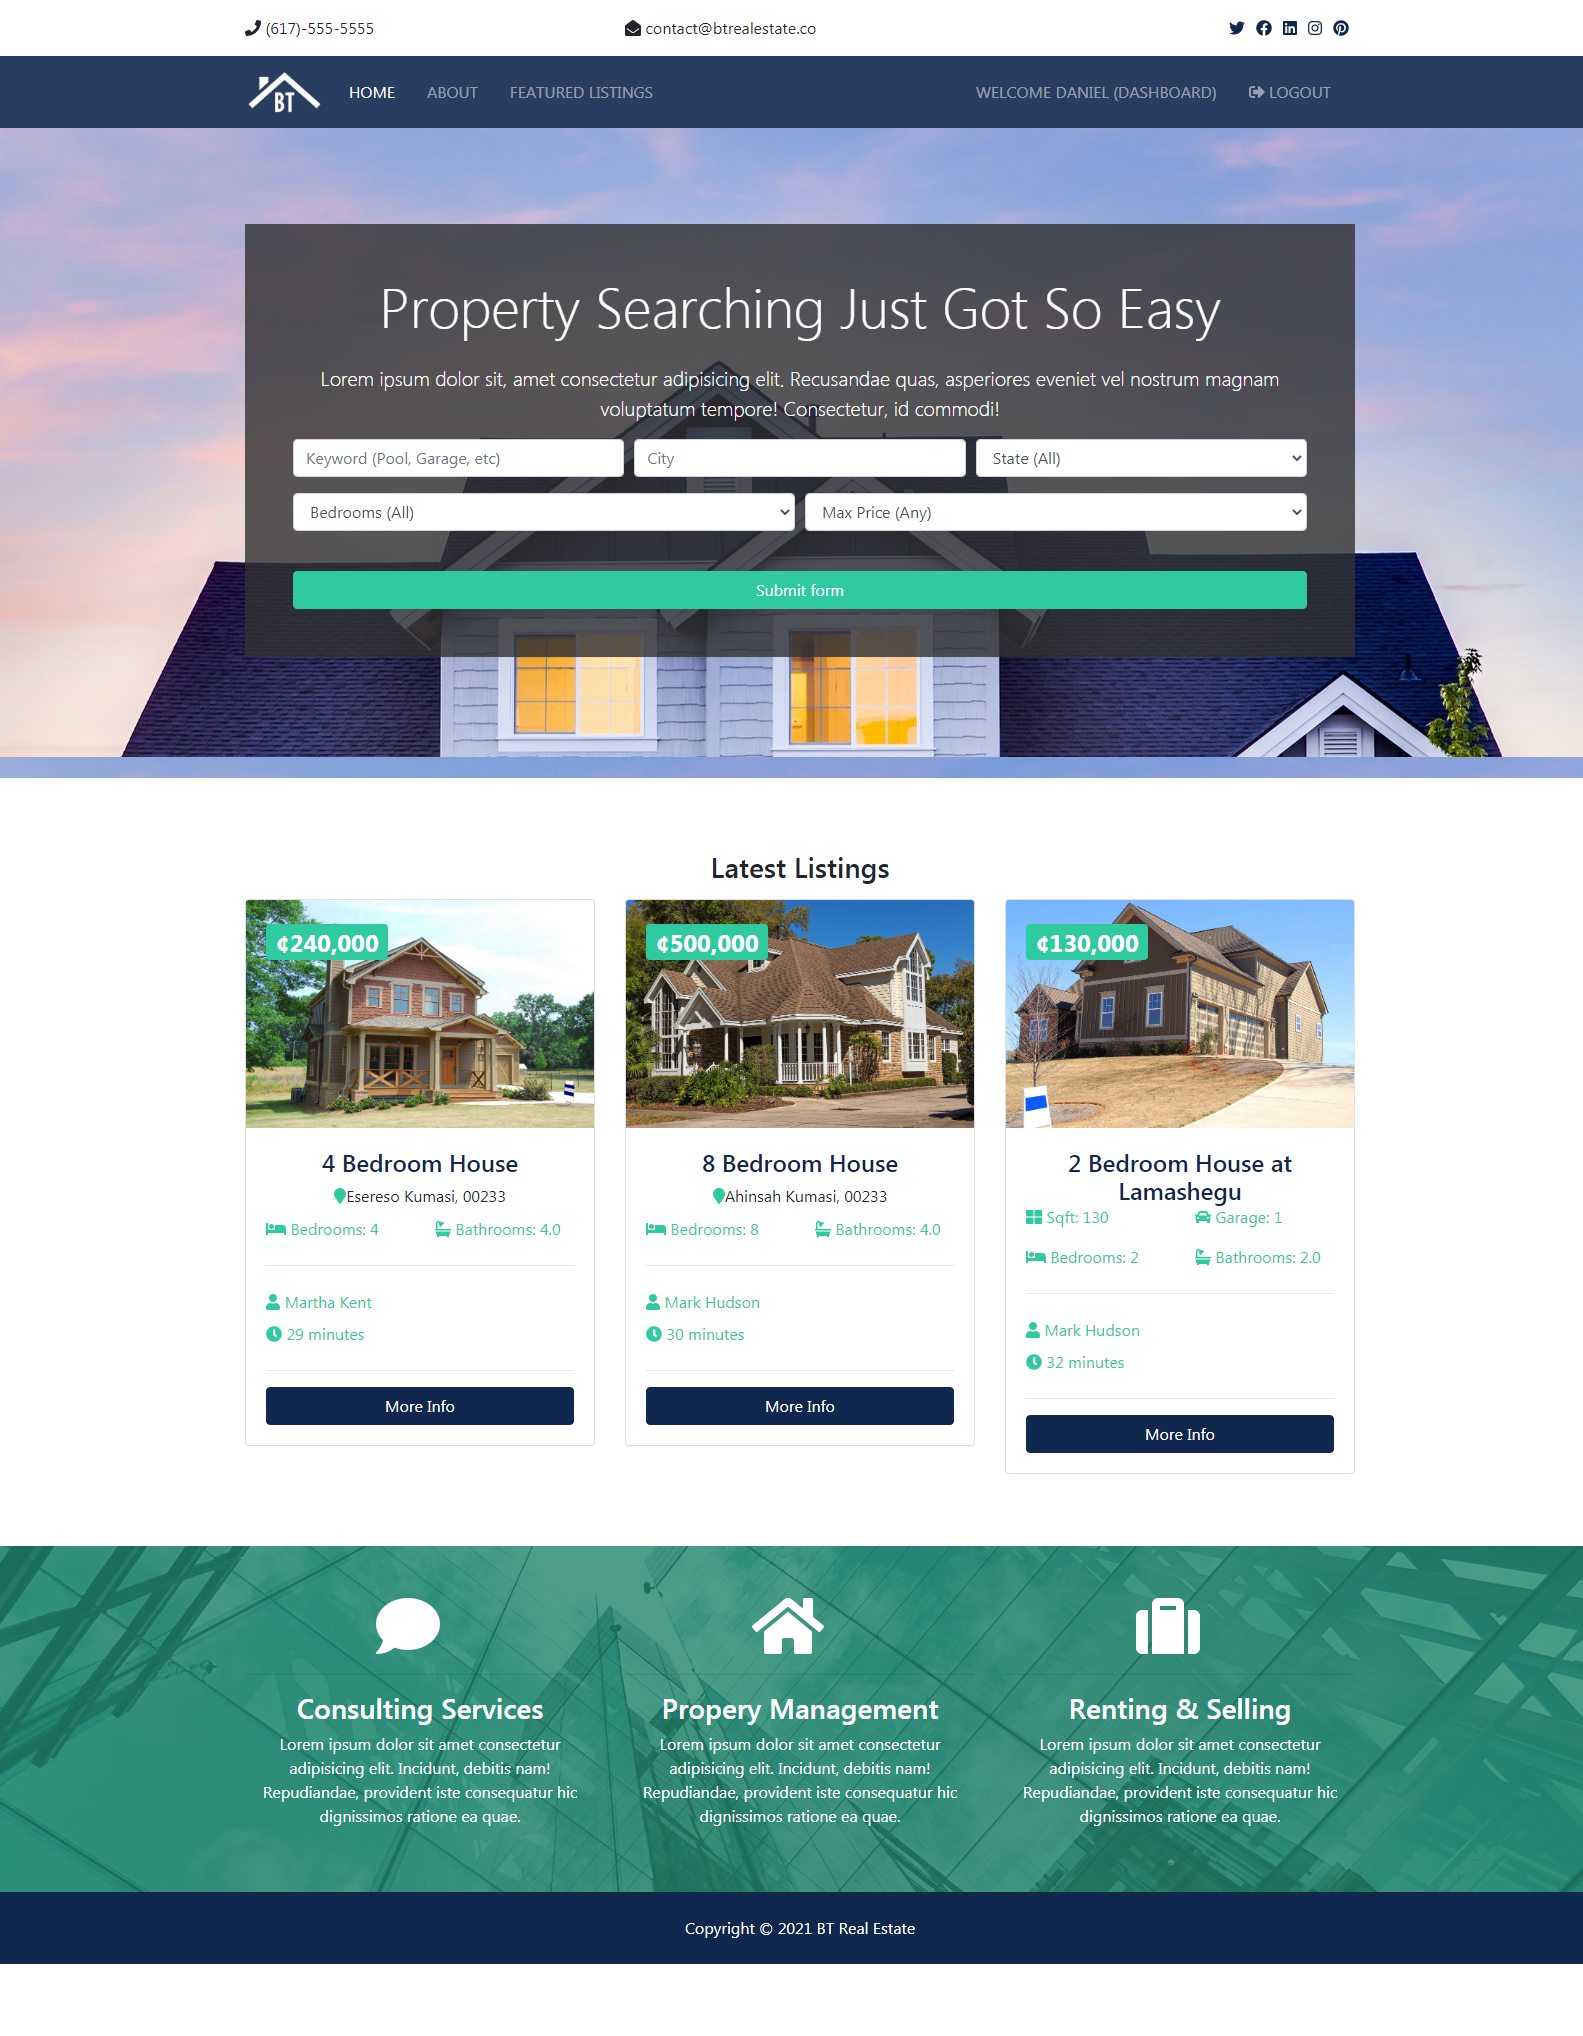 (617)-555-5555
contact@btrealestate.co
BT
HOME
ABOUT
FEATURED LISTINGS
WELCOME DANIEL (DASHBOARD)
LOGOUT
Property Searching Just Got So Easy
Lorem ipsum dolor sit, amet consectetur adipisicing elit. Recusandae quas, asperiores eveniet vel nostrum magnam
voluptatum tempore! Consectetur, id commodi!
Keyword (Pool, Garage, etc)
City
State (All)
Bedrooms (All)
Max Price (Any)
Submit form
Latest Listings
¢240,000
4 Bedroom House
Esereso Kumasi, 00233
Bedrooms: 4
Bathrooms: 4.0
Martha Kent
29 minutes
More Info
¢500,000
8 Bedroom House
Ahinsah Kumasi, 00233
Bedrooms: 8
Bathrooms: 4.0
Mark Hudson
30 minutes
More Info
¢130,000
2 Bedroom House at
Lamashegu
Sqft: 130
Garage: 1
Bedrooms: 2
Bathrooms: 2.0
Mark Hudson
32 minutes
More Info
Consulting Services
Lorem ipsum dolor sit amet consectetur
adipisicing elit. Incidunt, debitis nam!
Repudiandae, provident iste consequatur hic
dignissimos ratione ea quae.
Propery Management
Lorem ipsum dolor sit amet consectetur
adipisicing elit. Incidunt, debitis nam!
Repudiandae, provident iste consequatur hic
dignissimos ratione ea quae.
Renting & Selling
Lorem ipsum dolor sit amet consectetur
adipisicing elit. Incidunt, debitis nam!
Repudiandae, provident iste consequatur hic
dignissimos ratione ea quae.
Copyright © 2021 BT Real Estate